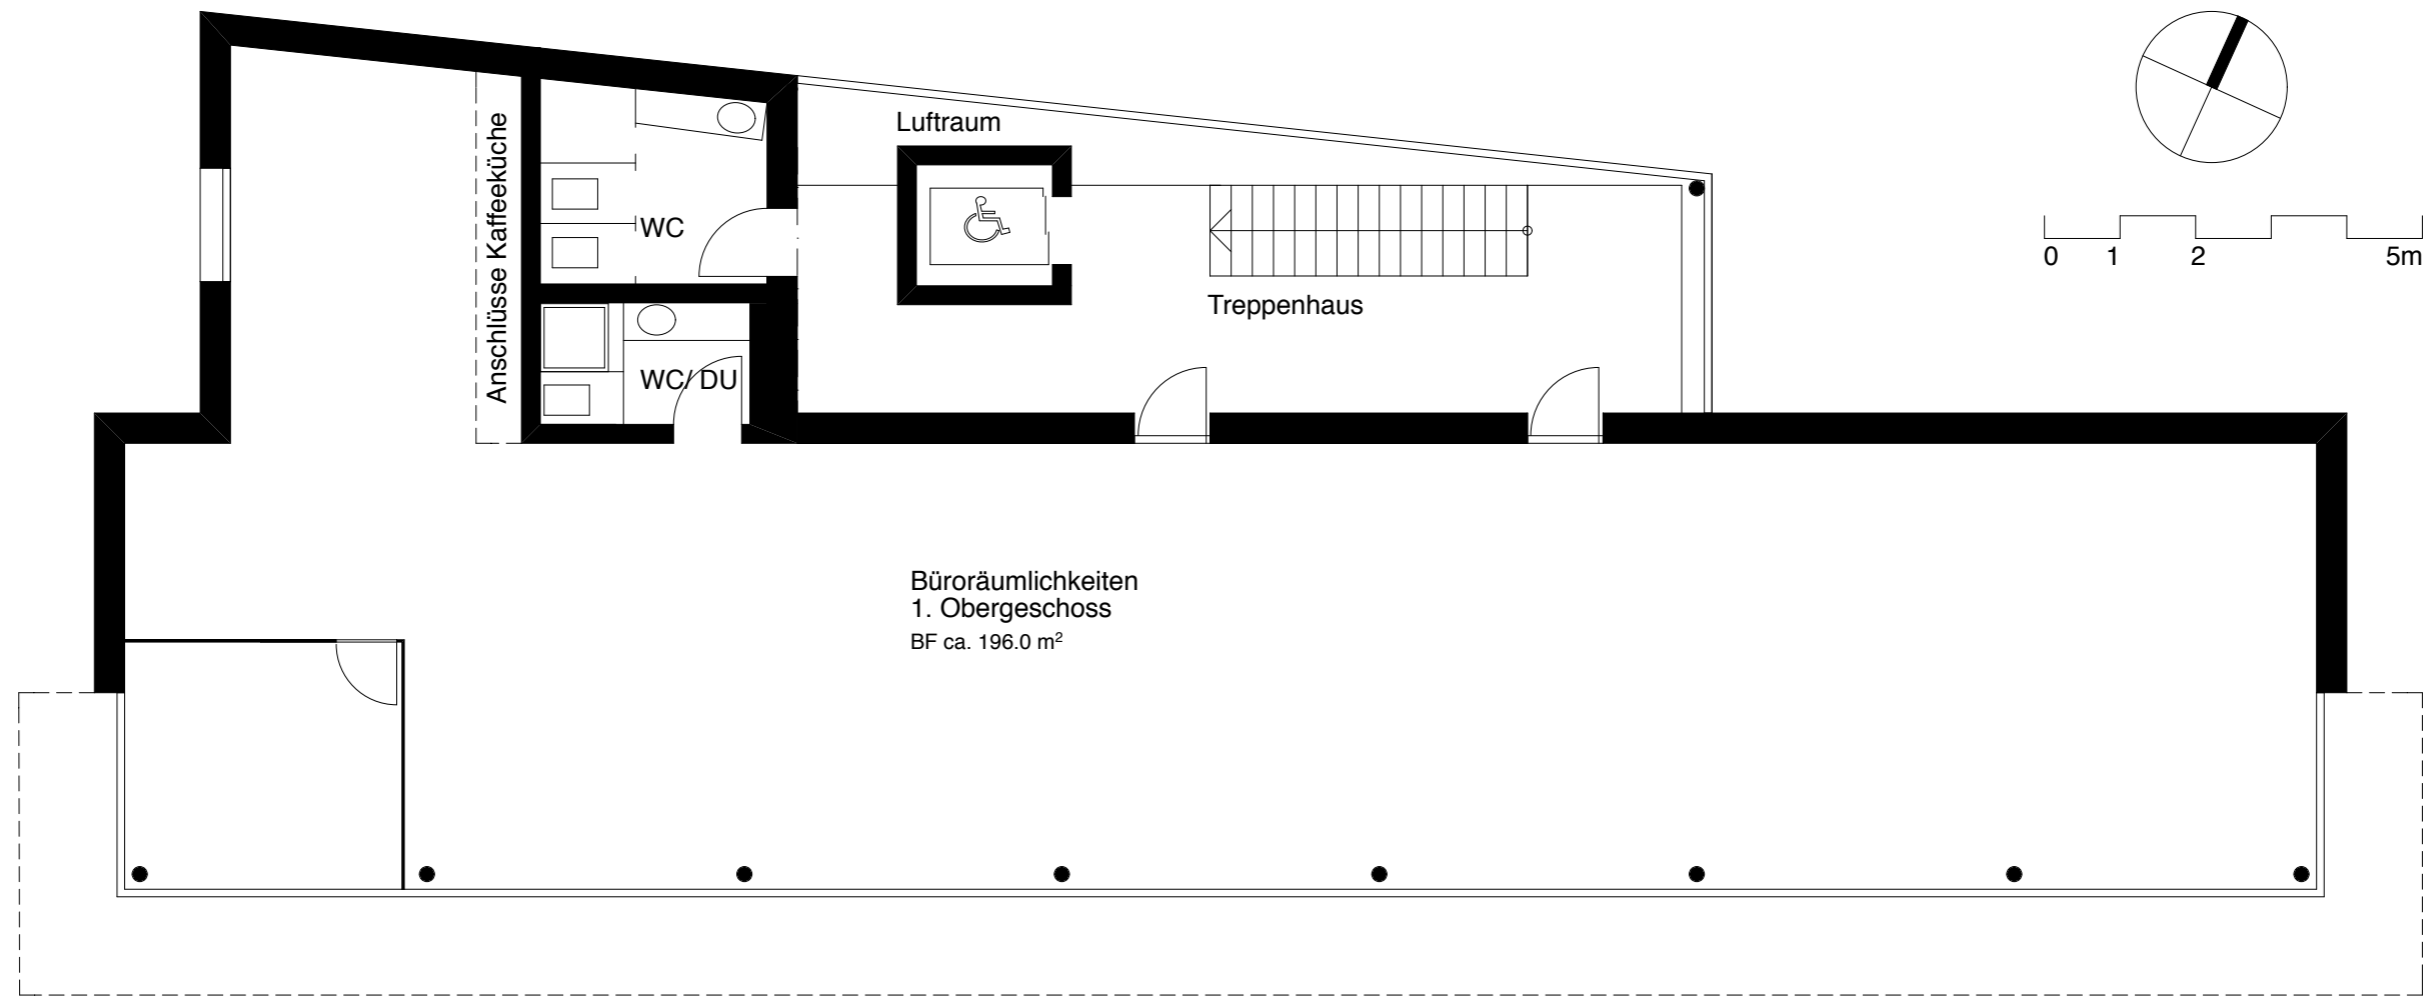 Luftraum
Anschlüsse Kaffeeküche
WC
0 1 2 5m
Treppenhaus
WC/ DU
Büroräumlichkeiten
1. Obergeschoss
BF ca. 196.0 m²